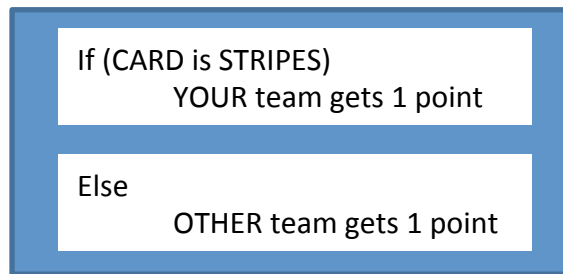 If (CARD is STRIPES)
YOUR team gets 1 point
Else
OTHER team gets 1 point